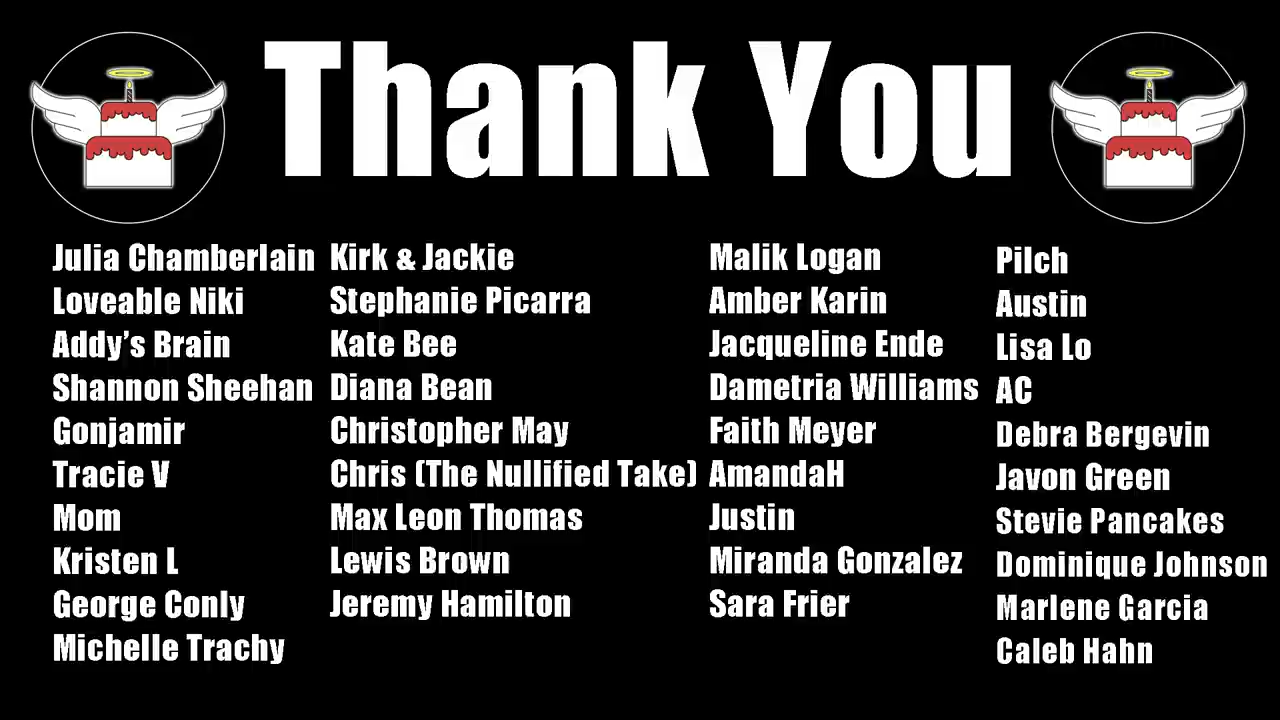 Thank You
Julia Chamberlain
Loveable Niki
Addy’s Brain
Shannon Sheehan
Gonjamir
Tracie V
Mom
Kristen L
George Conly
Michelle Trachy
Kirk & Jackie
Stephanie Picarra
Kate Bee
Diana Bean
Christopher May
Chris (The Nullified Take)
Max Leon Thomas
Lewis Brown
Jeremy Hamilton
Malik Logan
Amber Karin
Jacqueline Ende
Dametria Williams
Faith Meyer
AmandaH
Justin
Miranda Gonzalez
Sara Frier
Pilch
Austin
Lisa Lo
AC
Debra Bergevin
Javon Green
Stevie Pancakes
Dominique Johnson
Marlene Garcia
Caleb Hahn